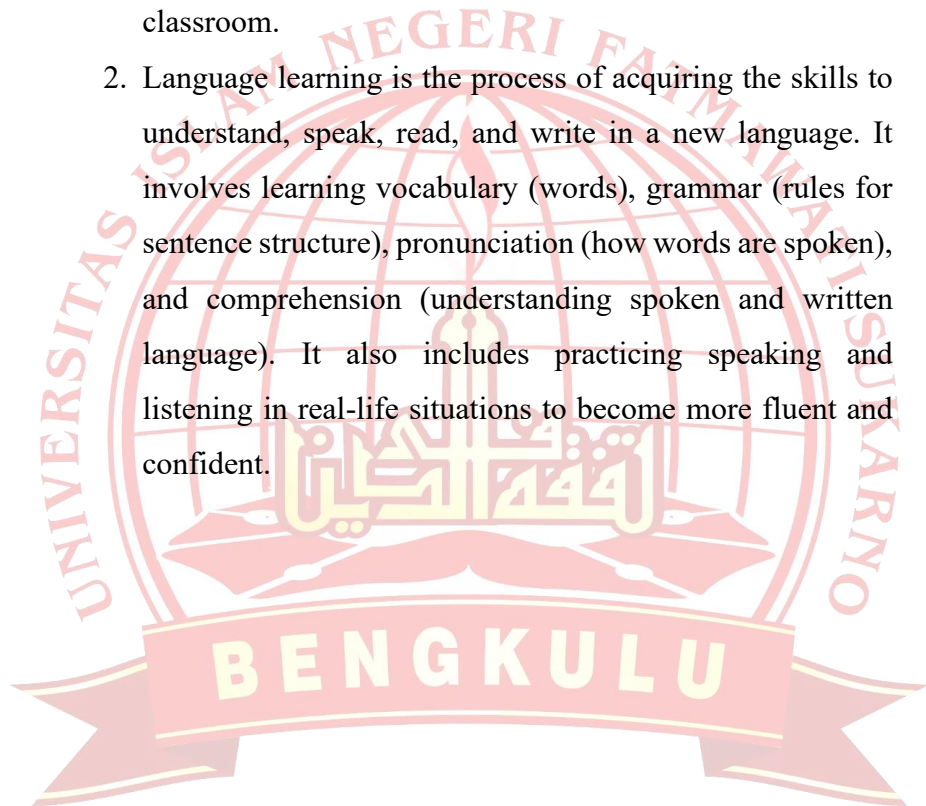 classroom.
2. Language learning is the process of acquiring the skills to
understand, speak, read, and write in a new language. It
involves learning vocabulary (words), grammar (rules for
sentence structure), pronunciation (how words are spoken),
and comprehension (understanding spoken and written
language). It also includes practicing speaking and
listening in real-life situations to become more fluent and
confident.
UNIVERSITAS ISLAM NEGERI FATMAWATI SUKARNO
BENGKULU